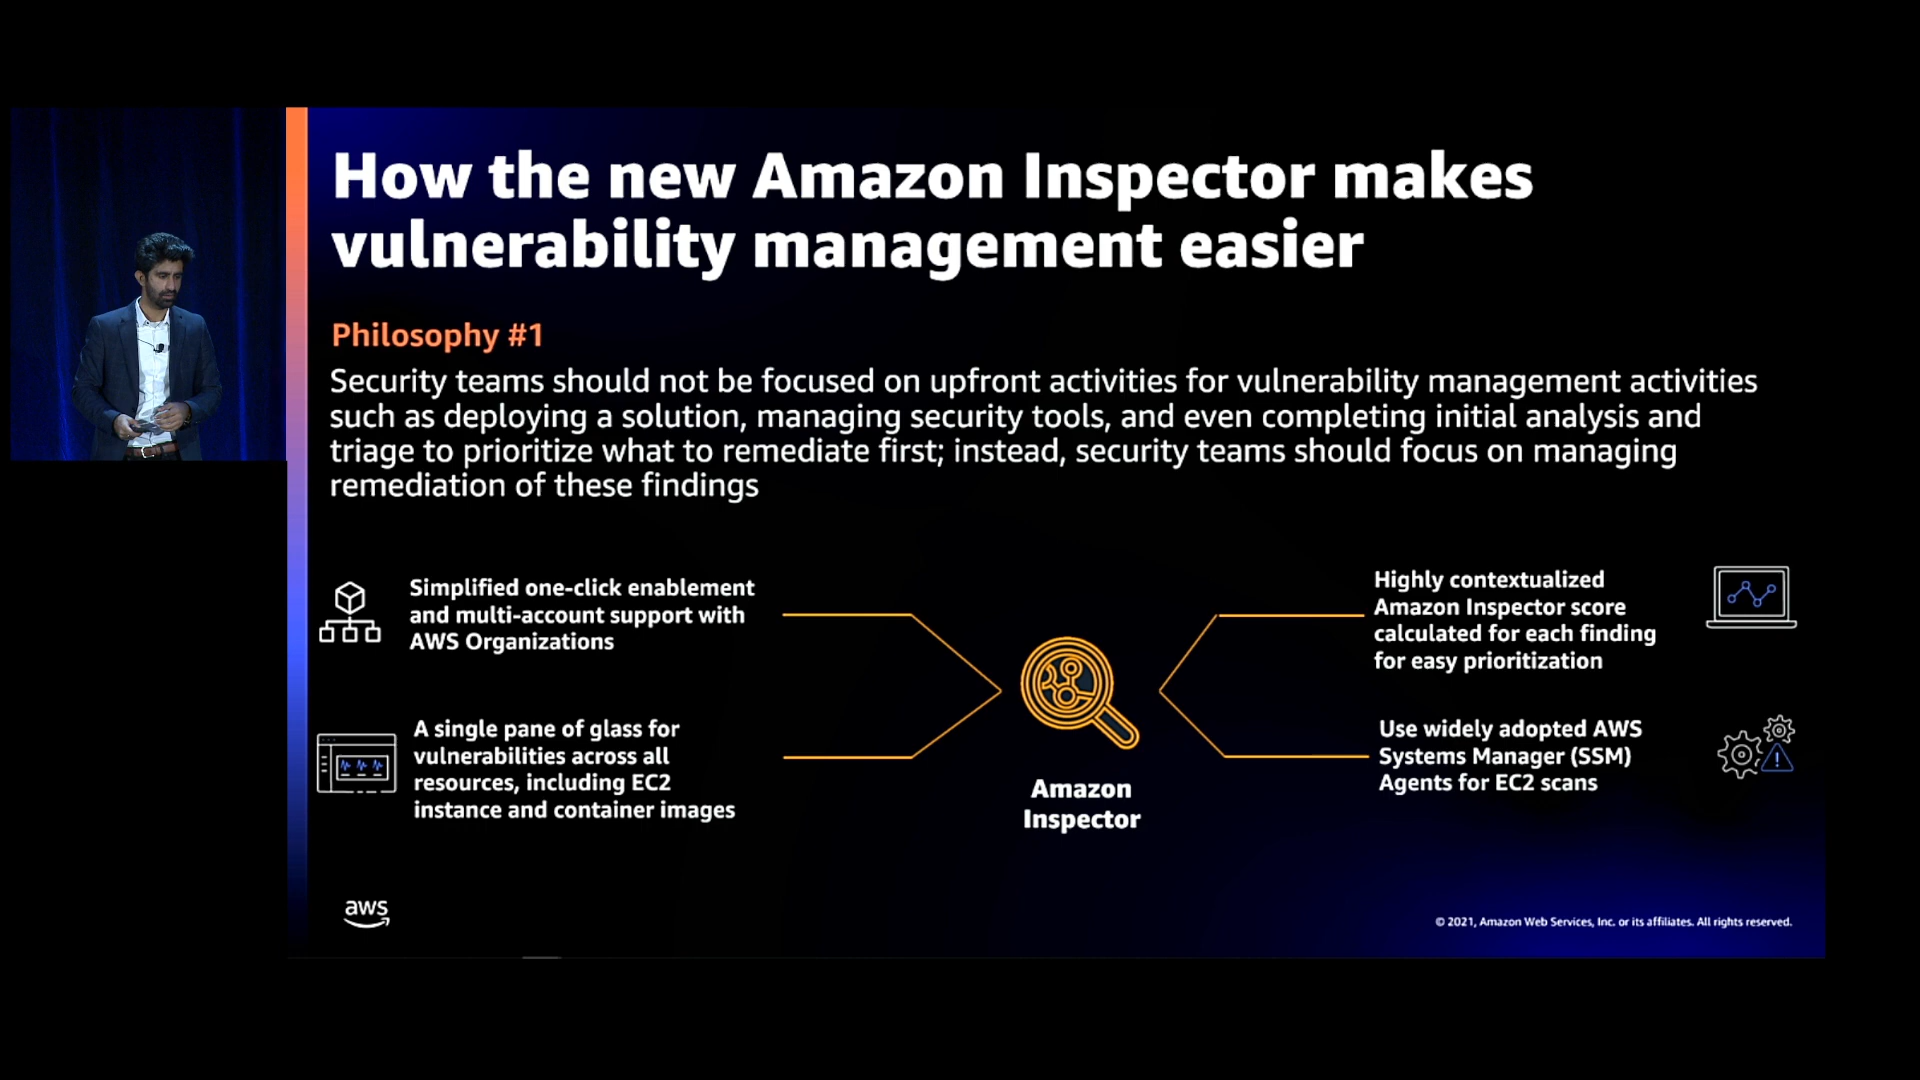 How the new Amazon Inspector makes
vulnerability management easier
Philosophy #1
Security teams should not be focused on upfront activities for vulnerability management activities
such as deploying a solution, managing security tools, and even completing initial analysis and
triage to prioritize what to remediate first; instead, security teams should focus on managing
remediation of these findings
Simplified one-click enablement
and multi-account support with
AWS Organizations
A single pane of glass for
vulnerabilities across all
resources, including EC2
instance and container images
Amazon
Inspector
Highly contextualized
Amazon Inspector score
calculated for each finding
for easy prioritization
Use widely adopted AWS
Systems Manager (SSM)
Agents for EC2 scans
aws
© 2021, Amazon Web Services, Inc. or its affiliates. All rights reserved.